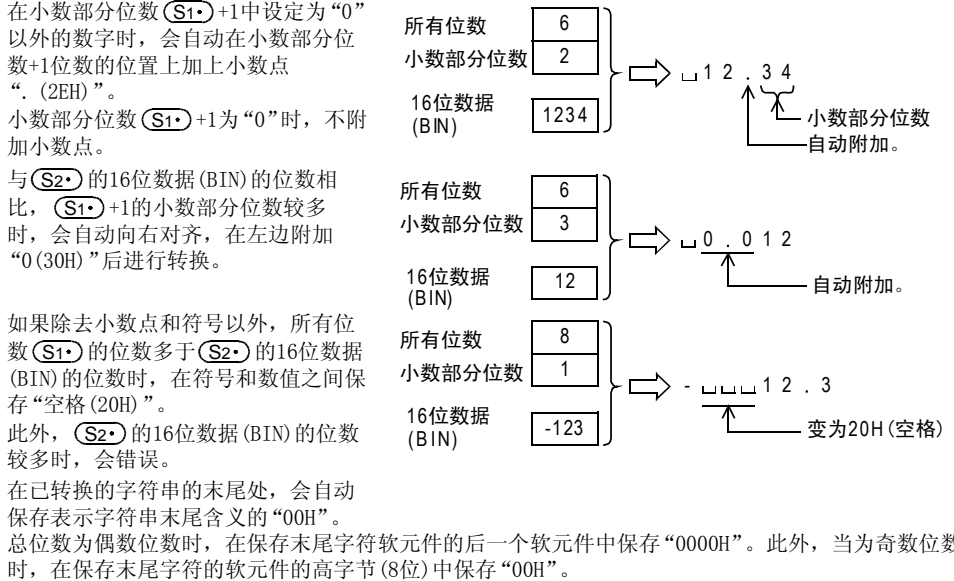 在小数部分位数(S1•)+1中设定为“0”
以外的数字时，会自动在小数部分位
数+1位数的位置上加上小数点
“. (2EH)”。
小数部分位数(S1•)+1为“0”时，不附
加小数点。
所有位数 6
小数部分位数 2
16位数据
(BIN) 1234
␣12.34
小数部分位数
自动附加。
与(S2•)的16位数据(BIN)的位数相
比，(S1•)+1的小数部分位数较多
时，会自动向右对齐，在左边附加
“0(30H)”后进行转换。
所有位数 6
小数部分位数 3
16位数据
(BIN) 12
␣0.012
自动附加。
如果除去小数点和符号以外，所有位
数(S1•)的位数多于(S2•)的16位数据
(BIN)的位数时，在符号和数值之间保
存“空格(20H)”。
此外，(S2•)的16位数据(BIN)的位数
较多时，会错误。
所有位数 8
小数部分位数 1
16位数据
(BIN) -123
-␣␣␣12.3
变为20H(空格)
在已转换的字符串的末尾处，会自动
保存表示字符串末尾含义的“00H”。
总位数为偶数位数时，在保存末尾字符软元件的后一个软元件中保存“0000H”。此外，当为奇数位数
时，在保存末尾字符的软元件的高字节(8位)中保存“00H”。